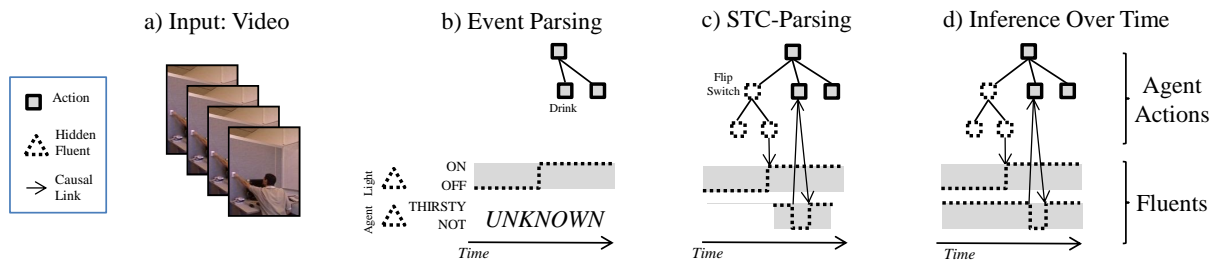 a) Input: Video
b) Event Parsing
c) STC-Parsing
d) Inference Over Time
Action
Hidden
Fluent
Causal
Link
Drink
Light
ON
OFF
Agent
THIRSTY
NOT
UNKNOWN
Time
Flip
Switch
Time
Time
Agent
Actions
Fluents